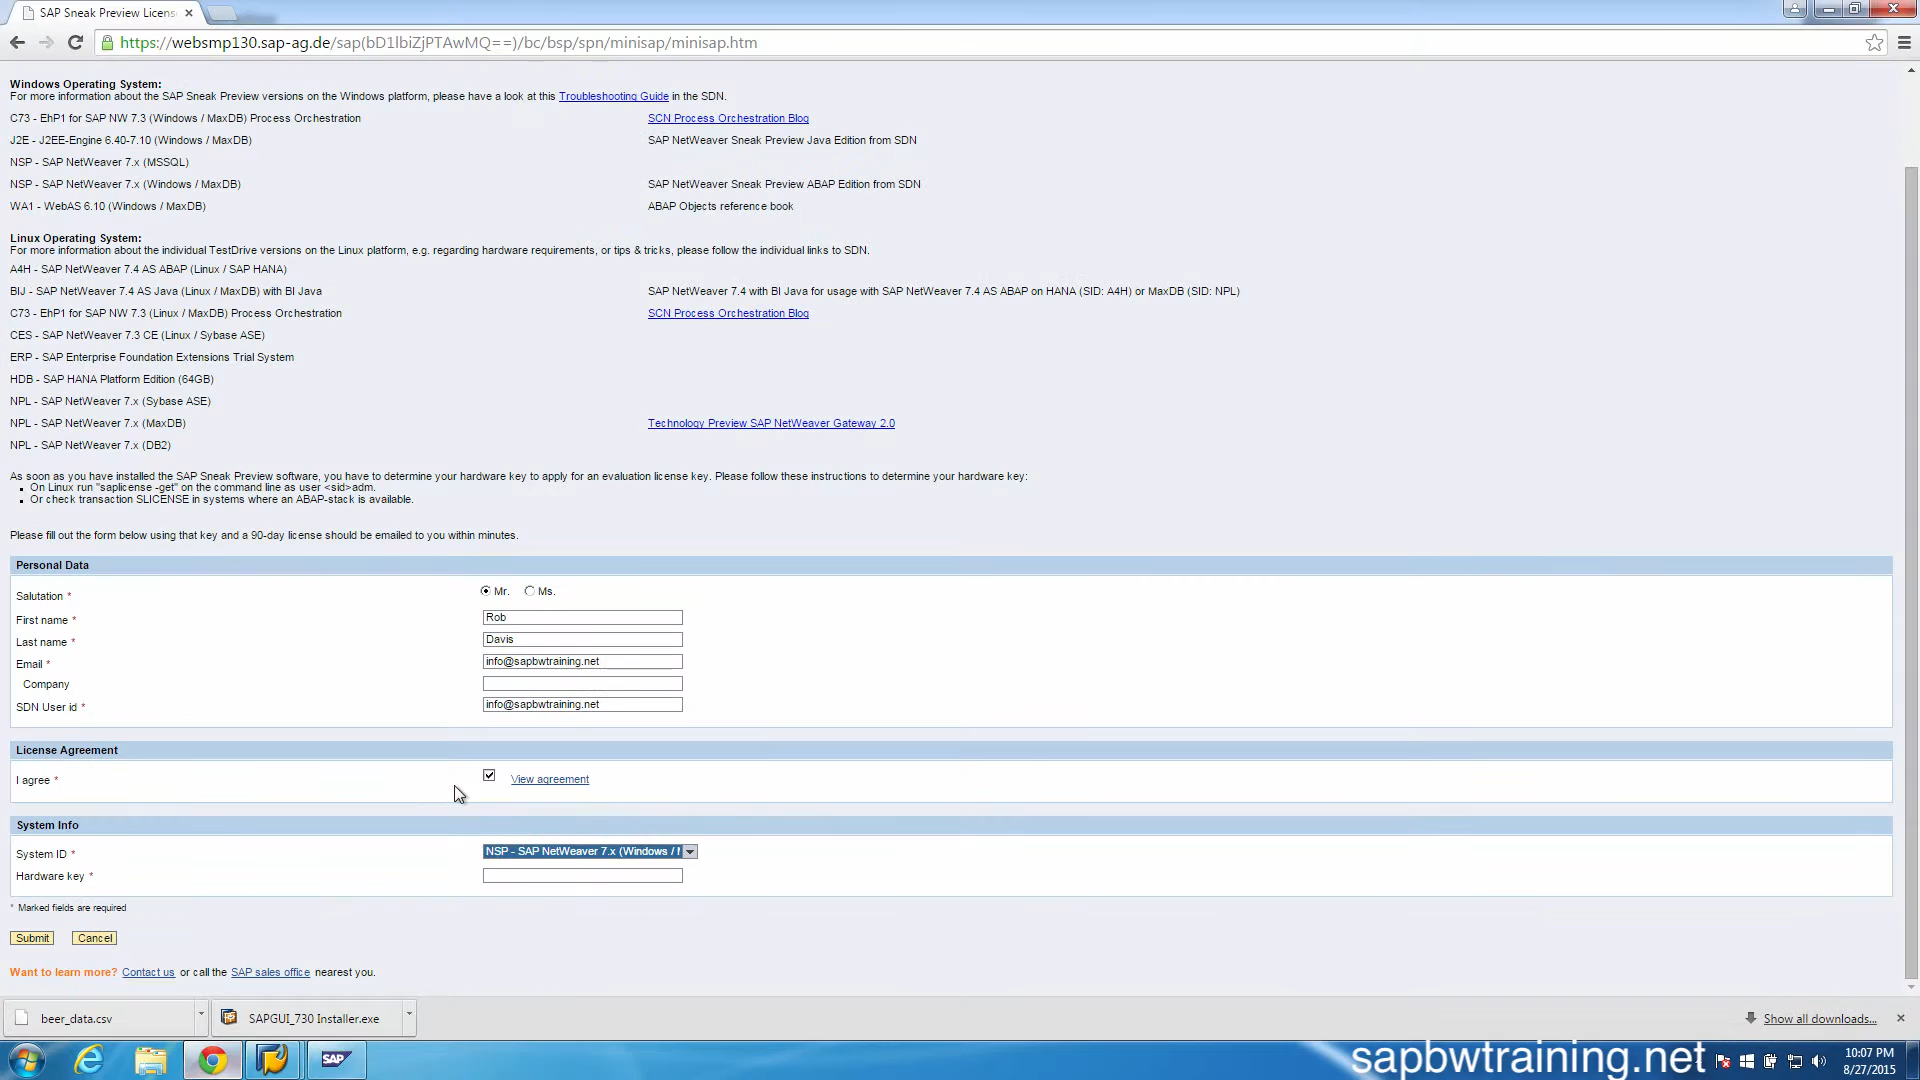 SAP Sneak Preview Licens
https://websmp130.sap-ag.de/sap(bD1lbiZjPTAwMQ==)/bc/bsp/spn/minisap/minisap.htm
Windows Operating System:
For more information about the SAP Sneak Preview versions on the Windows platform, please have a look at this Troubleshooting Guide in the SDN.
C73 - EhP1 for SAP NW 7.3 (Windows / MaxDB) Process Orchestration SCN Process Orchestration Blog
J2E - J2EE-Engine 6.40-7.10 (Windows / MaxDB) SAP NetWeaver Sneak Preview Java Edition from SDN
NSP - SAP NetWeaver 7.x (MSSQL)
NSP - SAP NetWeaver 7.x (Windows / MaxDB) SAP NetWeaver Sneak Preview ABAP Edition from SDN
WA1 - WebAS 6.10 (Windows / MaxDB) ABAP Objects reference book
Linux Operating System:
For more information about the individual TestDrive versions on the Linux platform, e.g. regarding hardware requirements, or tips & tricks, please follow the individual links to SDN.
A4H - SAP NetWeaver 7.4 AS ABAP (Linux / SAP HANA)
BIJ - SAP NetWeaver 7.4 AS Java (Linux / MaxDB) with BI Java SAP NetWeaver 7.4 with BI Java for usage with SAP NetWeaver 7.4 AS ABAP on HANA (SID: A4H) or MaxDB (SID: NPL)
C73 - EhP1 for SAP NW 7.3 (Linux / MaxDB) Process Orchestration SCN Process Orchestration Blog
CES - SAP NetWeaver 7.3 CE (Linux / Sybase ASE)
ERP - SAP Enterprise Foundation Extensions Trial System
HDB - SAP HANA Platform Edition (64GB)
NPL - SAP NetWeaver 7.x (Sybase ASE)
NPL - SAP NetWeaver 7.x (MaxDB) Technology Preview SAP NetWeaver Gateway 2.0
NPL - SAP NetWeaver 7.x (DB2)
As soon as you have installed the SAP Sneak Preview software, you have to determine your hardware key to apply for an evaluation license key. Please follow these instructions to determine your hardware key:
On Linux run "saplicense -get" on the command line as user <sid>adm.
Or check transaction SLICENSE in systems where an ABAP-stack is available.
Please fill out the form below using that key and a 90-day license should be emailed to you within minutes.
Personal Data
Salutation * Mr. Ms.
First name * Rob
Last name * Davis
Email * info@sapbwtraining.net
Company
SDN User id * info@sapbwtraining.net
License Agreement
I agree * View agreement
System Info
System ID * NSP - SAP NetWeaver 7.x (Windows /
Hardware key *
* Marked fields are required
Submit Cancel
Want to learn more? Contact us or call the SAP sales office nearest you.
beer_data.csv SAPGUI_730 Installer.exe Show all downloads...
SAP sapbwtraining.net 10:07 PM
8/27/2015